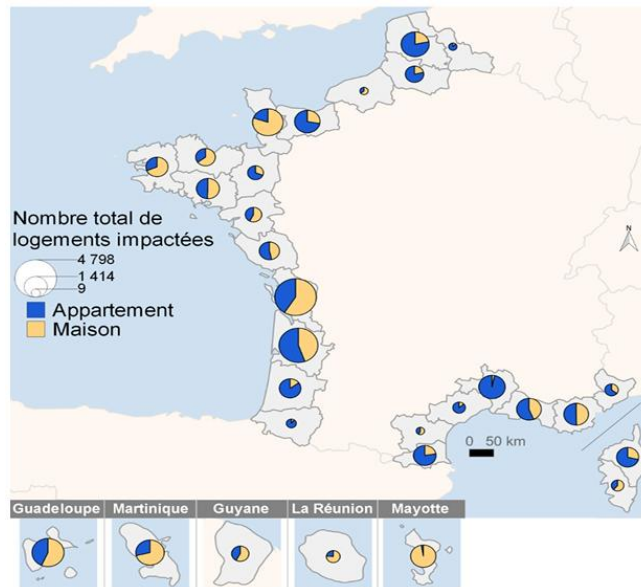 N
Nombre total de
logements impactées
4 798
1 414
9
Appartement
Maison
0 50 km
Guadeloupe Martinique Guyane La Réunion Mayotte